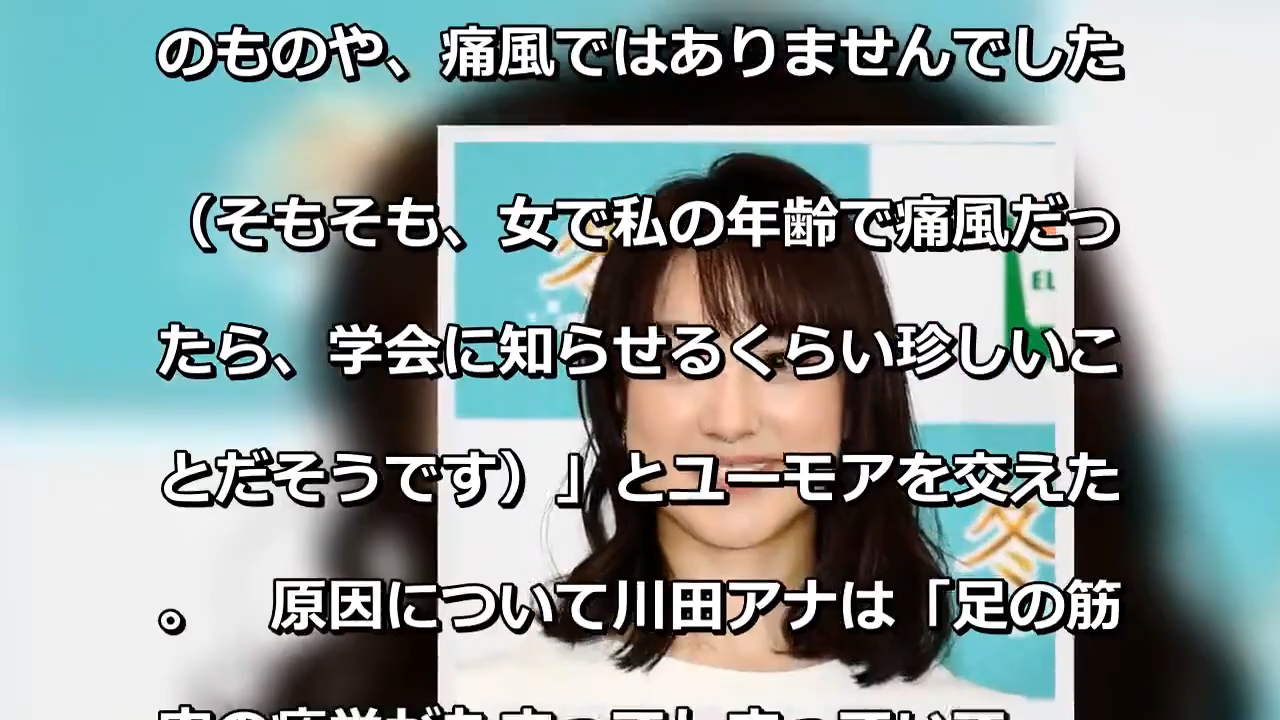 のものや、痛風ではありませんでした
（そもそも、女で私の年齢で痛風だっ
たら、学会に知らせるくらい珍しいこ
とだそうです）」とユーモアを交えた
。　原因について川田アナは「足の筋
冬
EL
冬